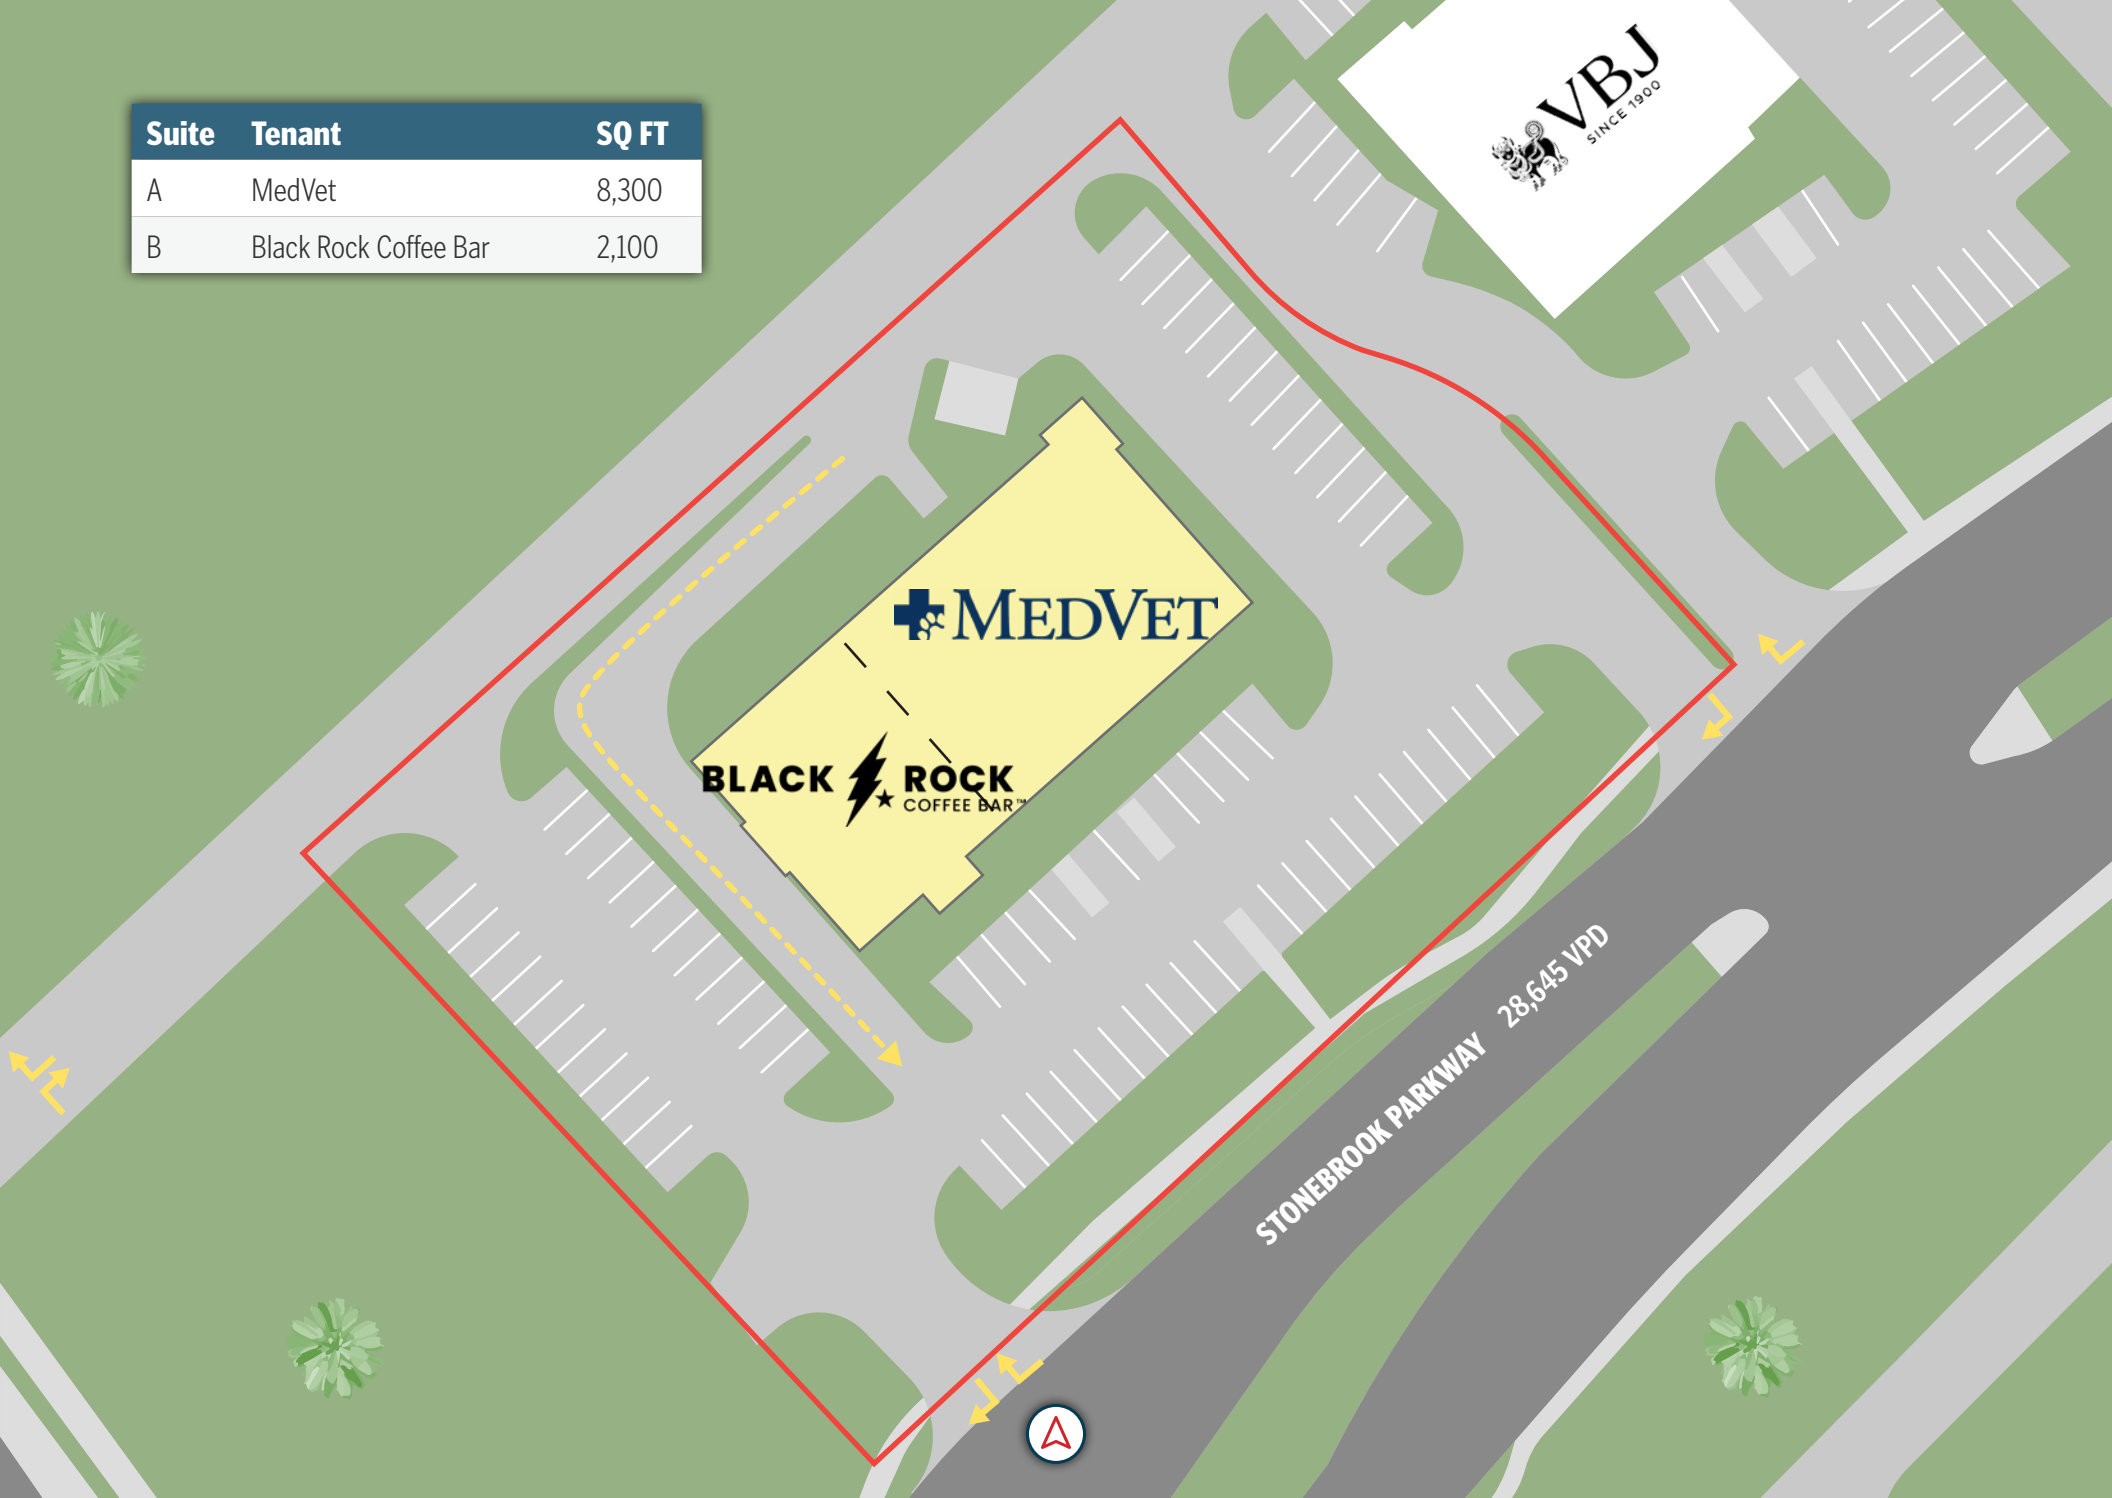 Suite Tenant SQ FT
A MedVet 8,300
B Black Rock Coffee Bar 2,100
VBJ
SINCE 1900
MEDVET
BLACK ROCK
COFFEE BAR™
STONEBROOK PARKWAY 28,645 VPD